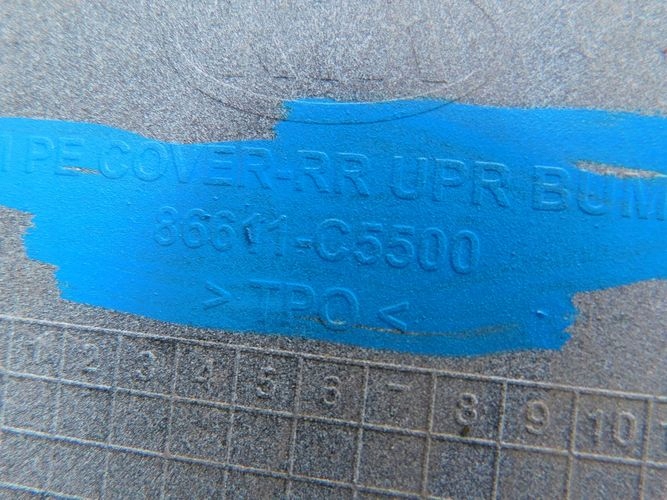 PE COVER-RR UPR BUM
86611-C5500
> TPO <
1 2 3 4 5 6 7 8 9 10